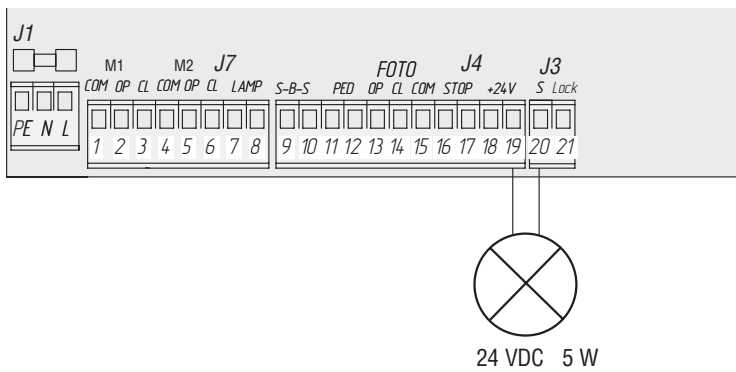 J1
M1 M2 J7 FOTO J4 J3
COM OP CL COM OP CL LAMP S-B-S PED OP CL COM STOP +24V S Lock
PE N L
1 2 3 4 5 6 7 8 9 10 11 12 13 14 15 16 17 18 19 20 21
24 VDC 5 W